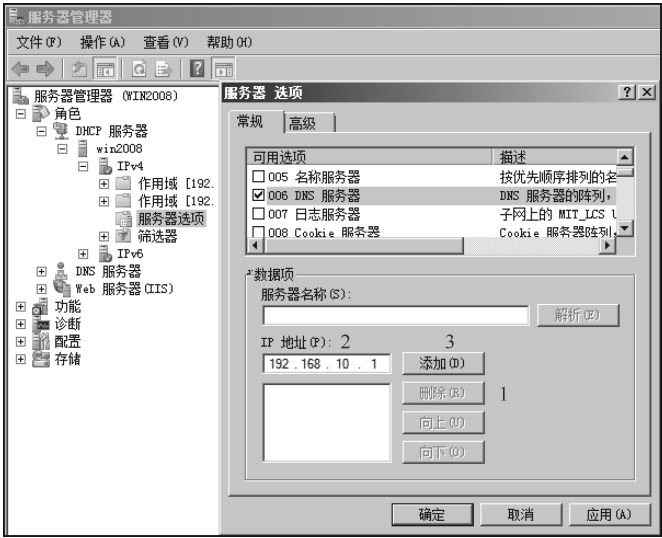 服务器管理器
文件(F) 操作(A) 查看(V) 帮助(H)
服务器管理器 (WIN2008)
角色
DHCP 服务器
win2008
IPv4
作用域 [192.
作用域 [192.
服务器选项
筛选器
IPv6
DNS 服务器
Web 服务器(IIS)
功能
诊断
配置
存储
服务器 选项
常规 高级
可用选项 描述
005 名称服务器 按优先顺序排列的名
006 DNS 服务器 DNS 服务器的阵列,
007 日志服务器 子网上的 MIT_LCS U
008 Cookie 服务器 Cookie 服务器阵列,
数据项
服务器名称(S):
解析(E)
IP 地址(P): 2 3
192 . 168 . 10 . 1 添加(D)
删除(R) 1
向上(U)
向下(O)
确定 取消 应用(A)